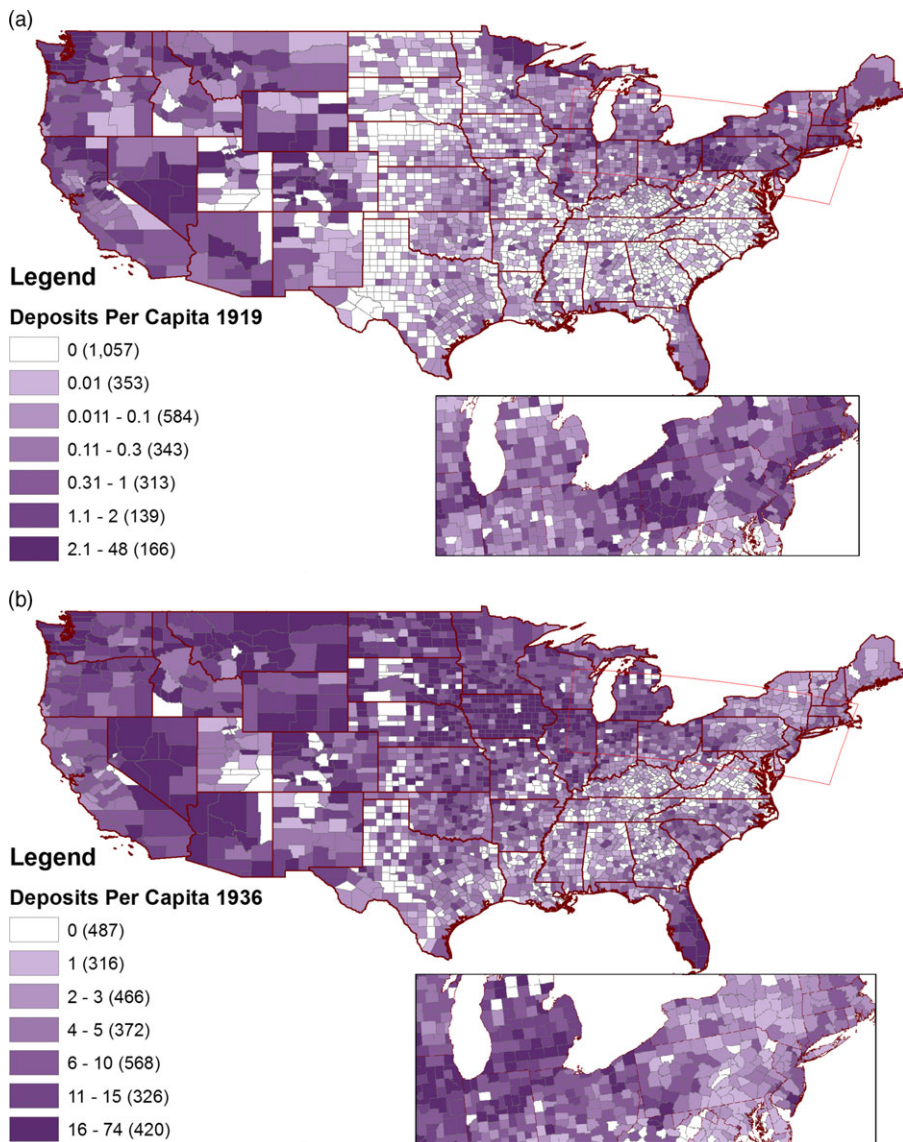 (a)
Legend
Deposits Per Capita 1919
0 (1,057)
0.01 (353)
0.011 - 0.1 (584)
0.11 - 0.3 (343)
0.31 - 1 (313)
1.1 - 2 (139)
2.1 - 48 (166)
(b)
Legend
Deposits Per Capita 1936
0 (487)
1 (316)
2 - 3 (466)
4 - 5 (372)
6 - 10 (568)
11 - 15 (326)
16 - 74 (420)